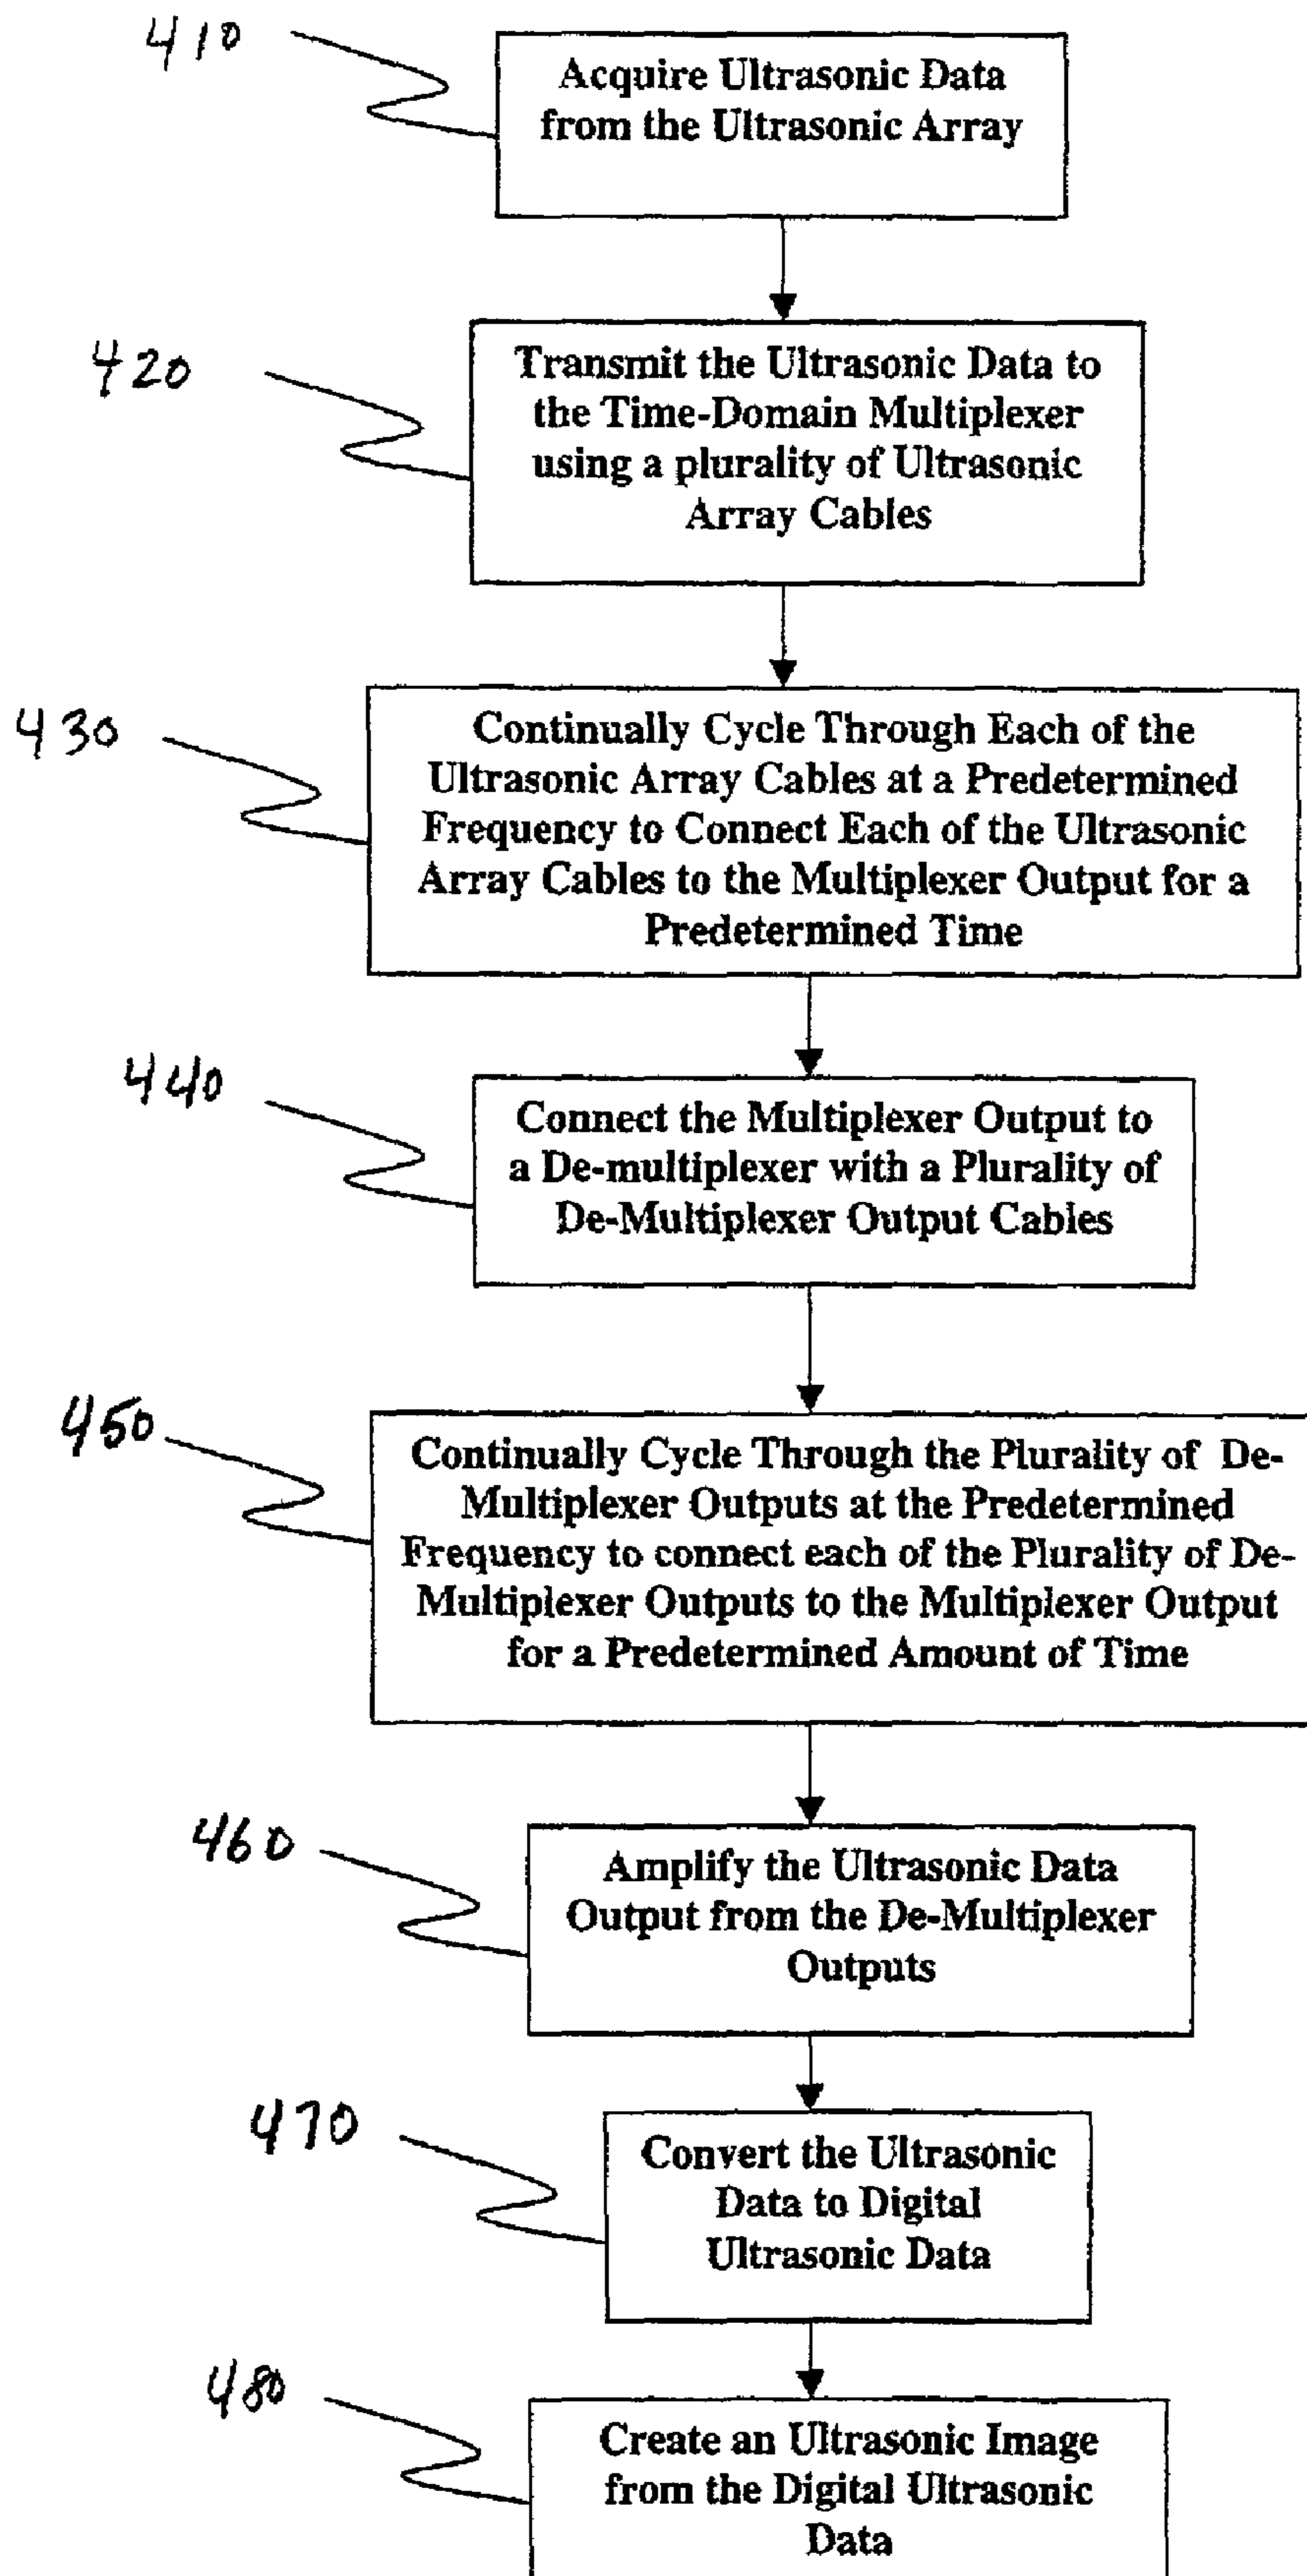 410
Acquire Ultrasonic Data
from the Ultrasonic Array
420
Transmit the Ultrasonic Data to
the Time-Domain Multiplexer
using a plurality of Ultrasonic
Array Cables
430
Continually Cycle Through Each of the
Ultrasonic Array Cables at a Predetermined
Frequency to Connect Each of the Ultrasonic
Array Cables to the Multiplexer Output for a
Predetermined Time
440
Connect the Multiplexer Output to
a De-multiplexer with a Plurality of
De-Multiplexer Output Cables
450
Continually Cycle Through the Plurality of De-
Multiplexer Outputs at the Predetermined
Frequency to connect each of the Plurality of De-
Multiplexer Outputs to the Multiplexer Output
for a Predetermined Amount of Time
460
Amplify the Ultrasonic Data
Output from the De-Multiplexer
Outputs
470
Convert the Ultrasonic
Data to Digital
Ultrasonic Data
480
Create an Ultrasonic Image
from the Digital Ultrasonic
Data